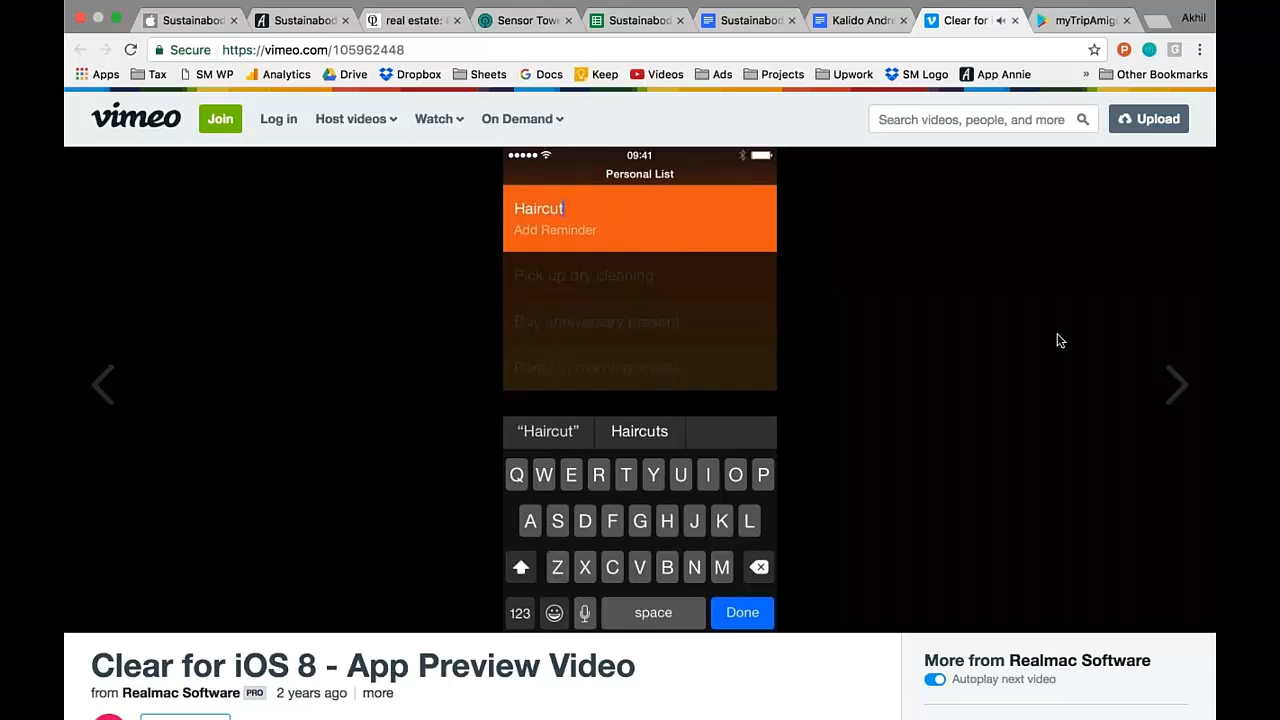 Sustainabod
Sustainabod
real estate: 
Sensor Tow
Sustainabod
Sustainabod
Kalido Andr
Clear for
myTripAmig
Akhil
Secure
https://vimeo.com/105962448
Apps
Tax
SM WP
Analytics
Drive
Dropbox
Sheets
Docs
Keep
Videos
Ads
Projects
Upwork
SM Logo
App Annie
»
Other Bookmarks
vimeo
Join
Log in
Host videos
Watch
On Demand
Search videos, people, and more
Upload
09:41
Personal List
Haircut
Add Reminder
Pick up dry cleaning
Buy anniversary present
“Haircut” Haircuts
Q W E R T Y U I O P
A S D F G H J K L
Z X C V B N M
123 space Done
Clear for iOS 8 - App Preview Video
from Realmac Software PRO 2 years ago more
More from Realmac Software
Autoplay next video